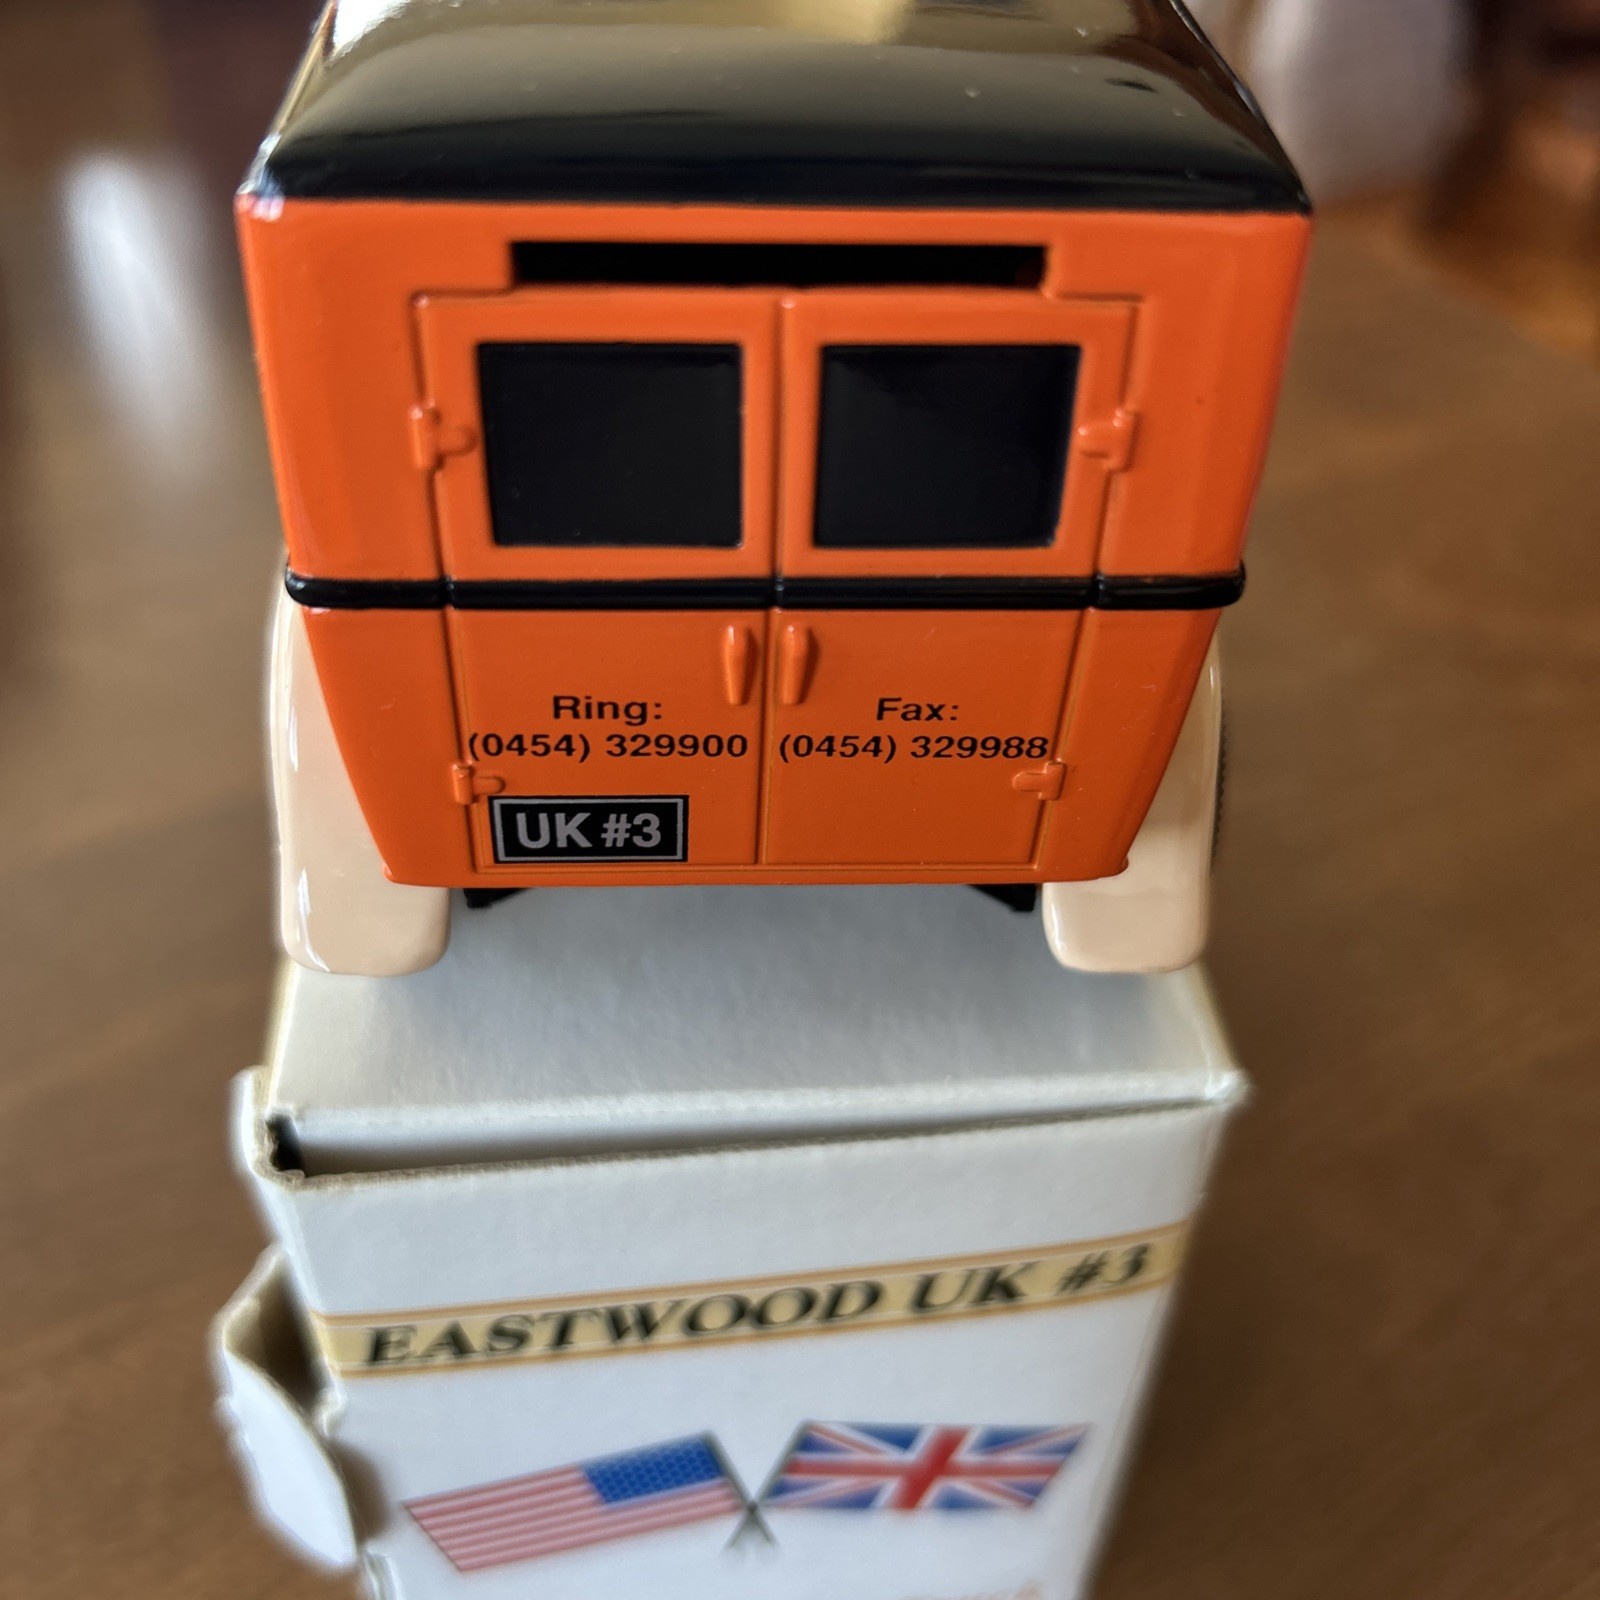 Ring:
(0454) 329900
Fax:
(0454) 329988
UK #3
EASTWOOD UK #3